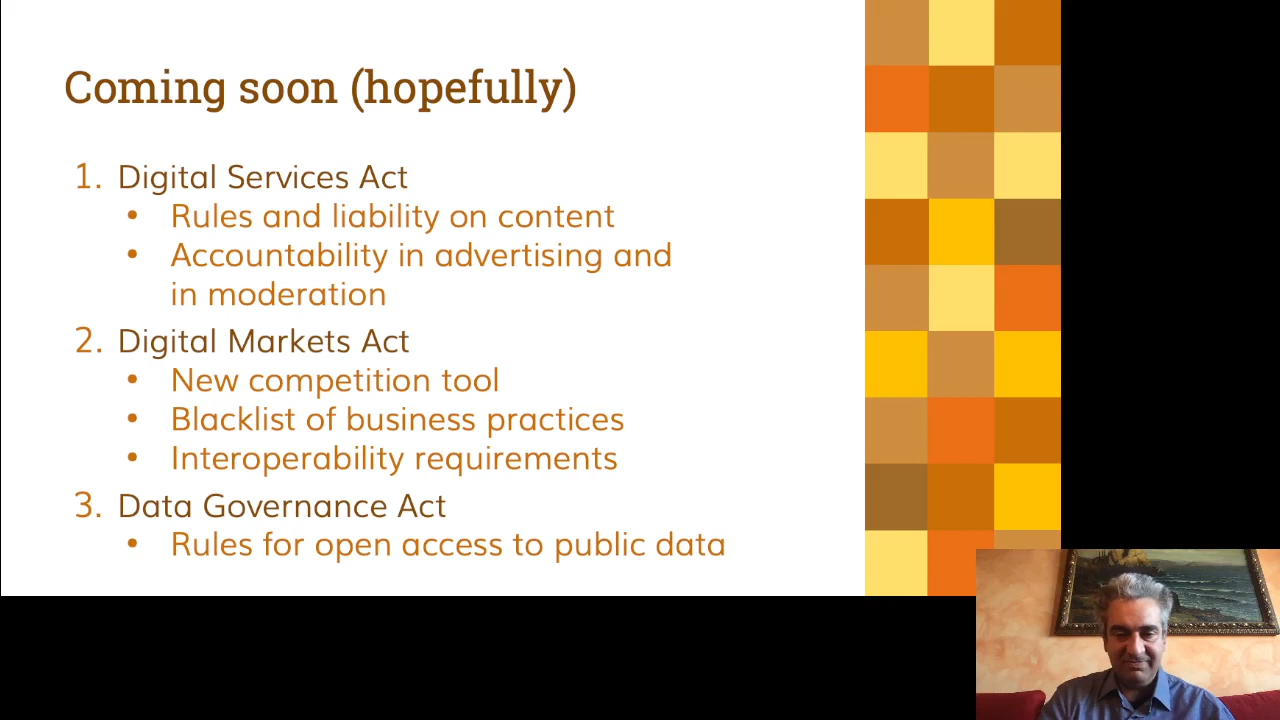 Coming soon (hopefully)
1. Digital Services Act
• Rules and liability on content
• Accountability in advertising and
in moderation
2. Digital Markets Act
• New competition tool
• Blacklist of business practices
• Interoperability requirements
3. Data Governance Act
• Rules for open access to public data